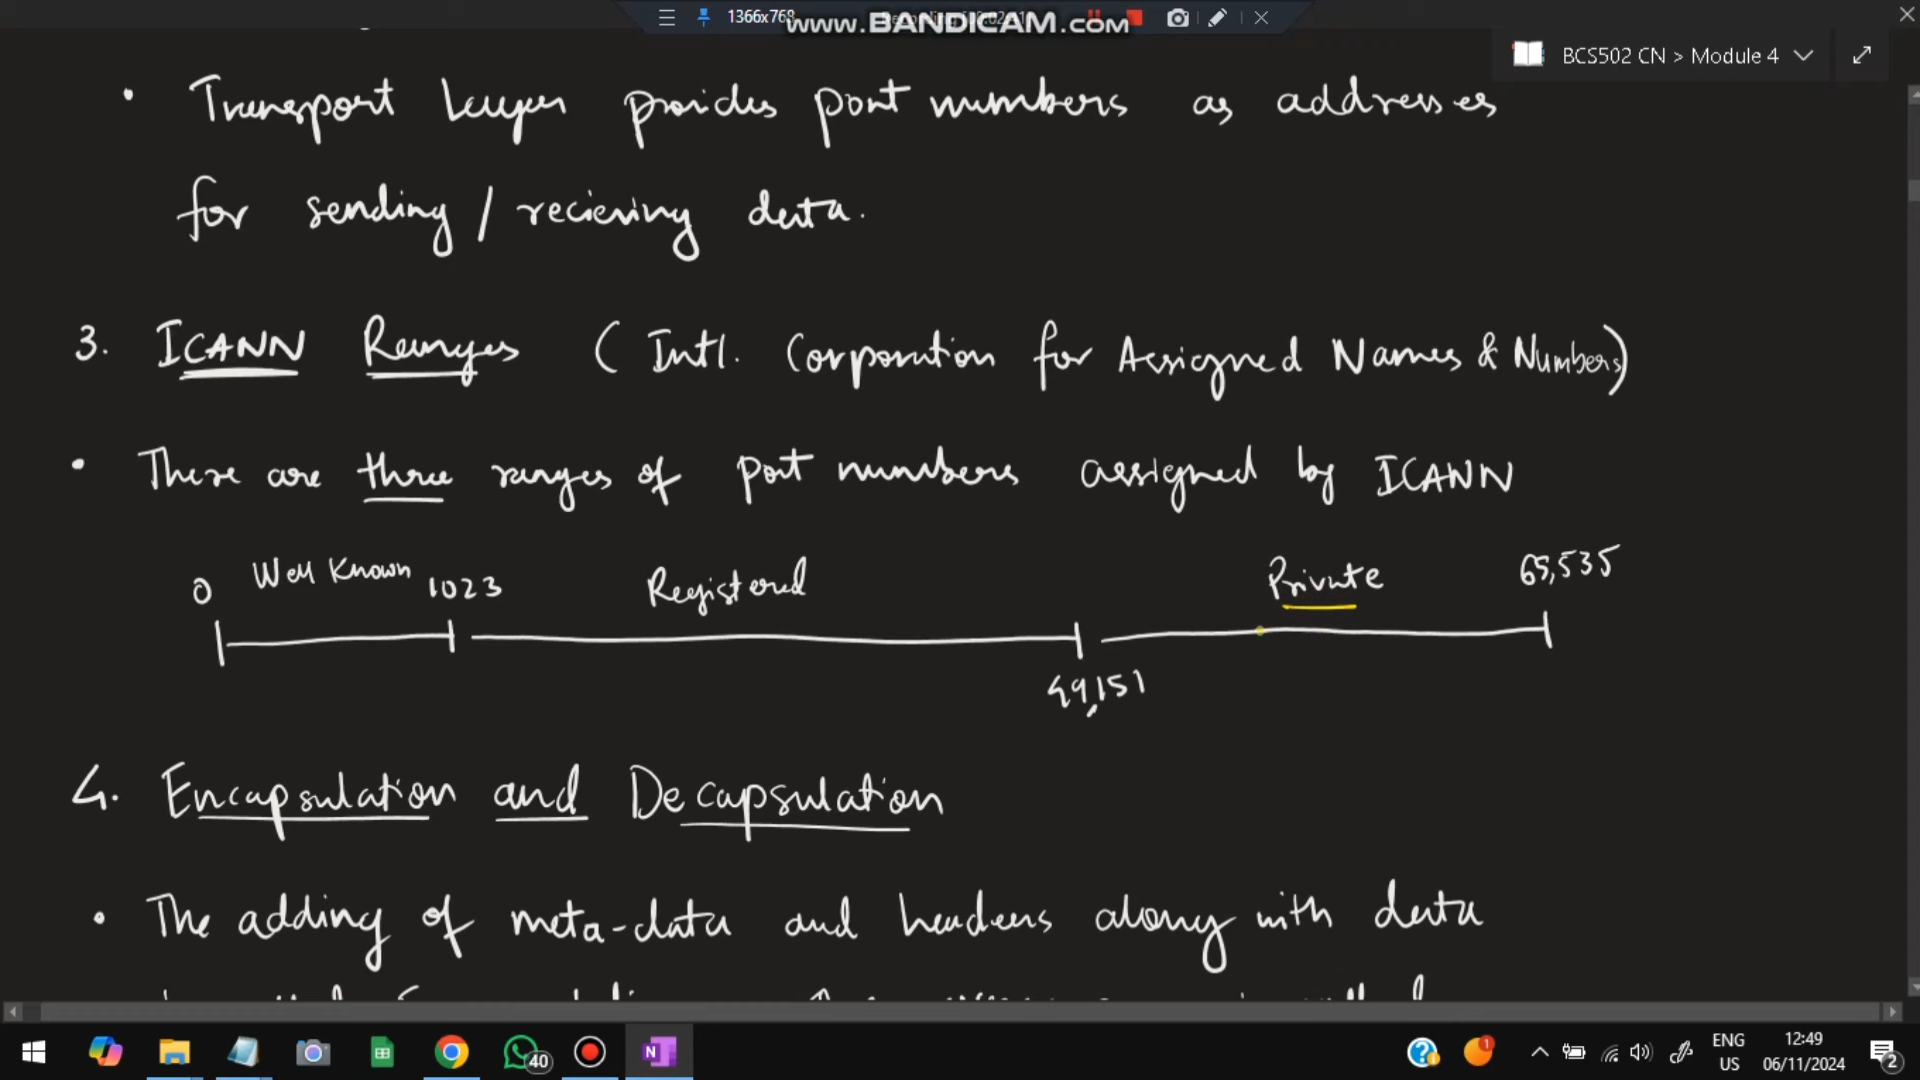 1366x768
www.BANDICAM.com
BCS502 CN > Module 4
• Transport Layer provides port numbers as addresses
for sending / recieving data.
3. ICANN Ranges ( Intl. Corporation for Assigned Names & Numbers)
• There are three ranges of port numbers assigned by ICANN
0 Well Known 1023 Registered Private 65,535
49,151
4. Encapsulation and Decapsulation
• The adding of meta-data and headers along with data
40
N
1
ENG
US
12:49
06/11/2024
2